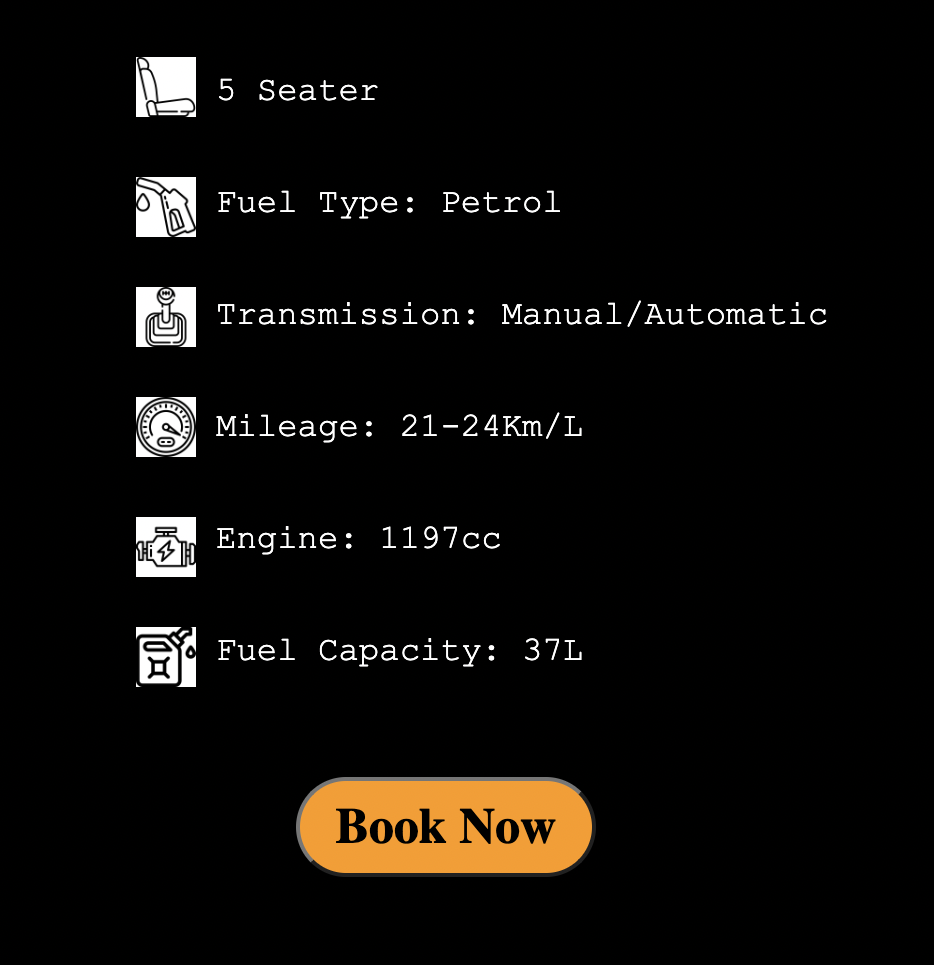 5 Seater
Fuel Type: Petrol
Transmission: Manual/Automatic
Mileage: 21-24Km/L
Engine: 1197cc
Fuel Capacity: 37L
Book Now